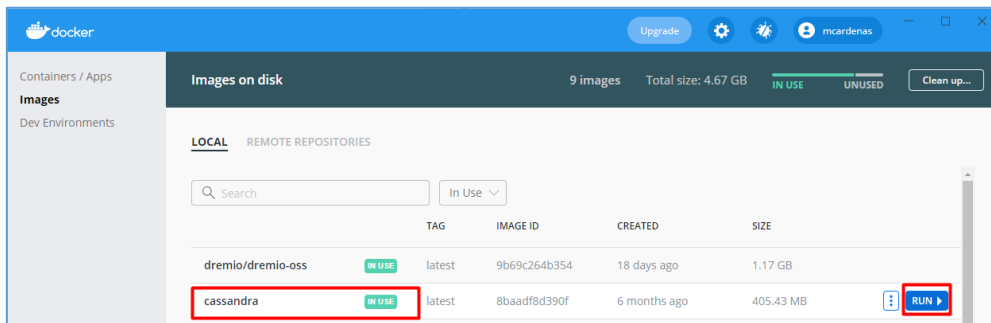 docker Upgrade mcardenas
Containers / Apps
Images
Dev Environments
Images on disk 9 images Total size: 4.67 GB IN USE UNUSED Clean up...
LOCAL REMOTE REPOSITORIES
Search In Use
TAG IMAGE ID CREATED SIZE
dremio/dremio-oss IN USE latest 9b69c264b354 18 days ago 1.17 GB
cassandra IN USE latest 8baadf8d390f 6 months ago 405.43 MB RUN